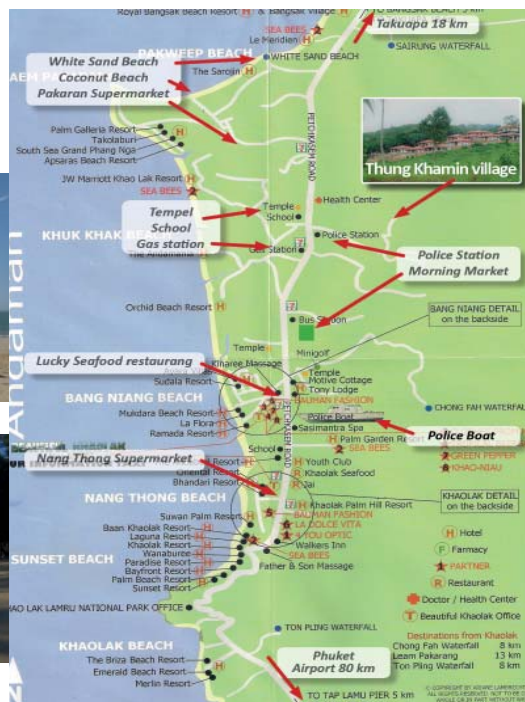 Royal Bangsak Beach Resort
SEA BEES
Le Meridien
Takuapa 18 km
PAKWEEP BEACH
SAIRUNG WATERFALL
WHITE SAND BEACH
White Sand Beach
Coconut Beach
Pakaran Supermarket
The Sarojin
PETCHKASEM ROAD
Palm Galleria Resort
Takolaburi
South Sea Grand Phang Nga
Apsaras Beach Resort
Thung Khamin village
JW Marriott Khao Lak Resort
SEA BEES
Temple
School
Health Center
Tempel
School
Gas station
KHUK KHAK BEACH
Police Station
Gas Station
The Andamania
Police Station
Morning Market
Andaman
Orchid Beach Resort
Bus Station
BANG NIANG DETAIL
on the backside
Minigolf
Temple
Lucky Seafood restaurang
Kinaree Massage
Temple
Motive Cottage
Sudala Resort
Tony Lodge
BANG NIANG BEACH
BAUMAN FASHION
CHONG FAH WATERFALL
Mukdara Beach Resort
La Flora
Ramada Resort
Police Boat
Sasimantra Spa
Police Boat
PETCHKASEM ROAD
Palm Garden Resort
SEA BEES
GREEN PEPPER
KHAO-NIAU
School
Nang Thong Supermarket
Youth Club
Khaolak Seafood
Oriental Resort
Bhandari Resort
Jai
NANG THONG BEACH
KHAOLAK DETAIL
on the backside
Khaolak Palm Hill Resort
Suwan Palm Resort
BAUMAN FASHION
LA DOLCE VITA
4 YOU OPTIC
Baan Khaolak Resort
Laguna Resort
Khaolak Resort
Wanaburee
Paradise Resort
Bayfront Resort
Palm Beach Resort
Sunset Resort
Walkers Inn
SEA BEES
Father & Son Massage
SUNSET BEACH
H Hotel
F Farmacy
PARTNER
R Restaurant
Doctor / Health Center
T Beautiful Khaolak Office
LAK LAMRU NATIONAL PARK OFFICE
TON PLING WATERFALL
Destinations from Khaolak
Chong Fah Waterfall 8 km
Leam Pakarang 13 km
Ton Pling Waterfall 8 km
KHAOLAK BEACH
Phuket
Airport 80 km
The Briza Beach Resort
Emerald Beach Resort
Merlin Resort
TO TAP LAMU PIER 5 km